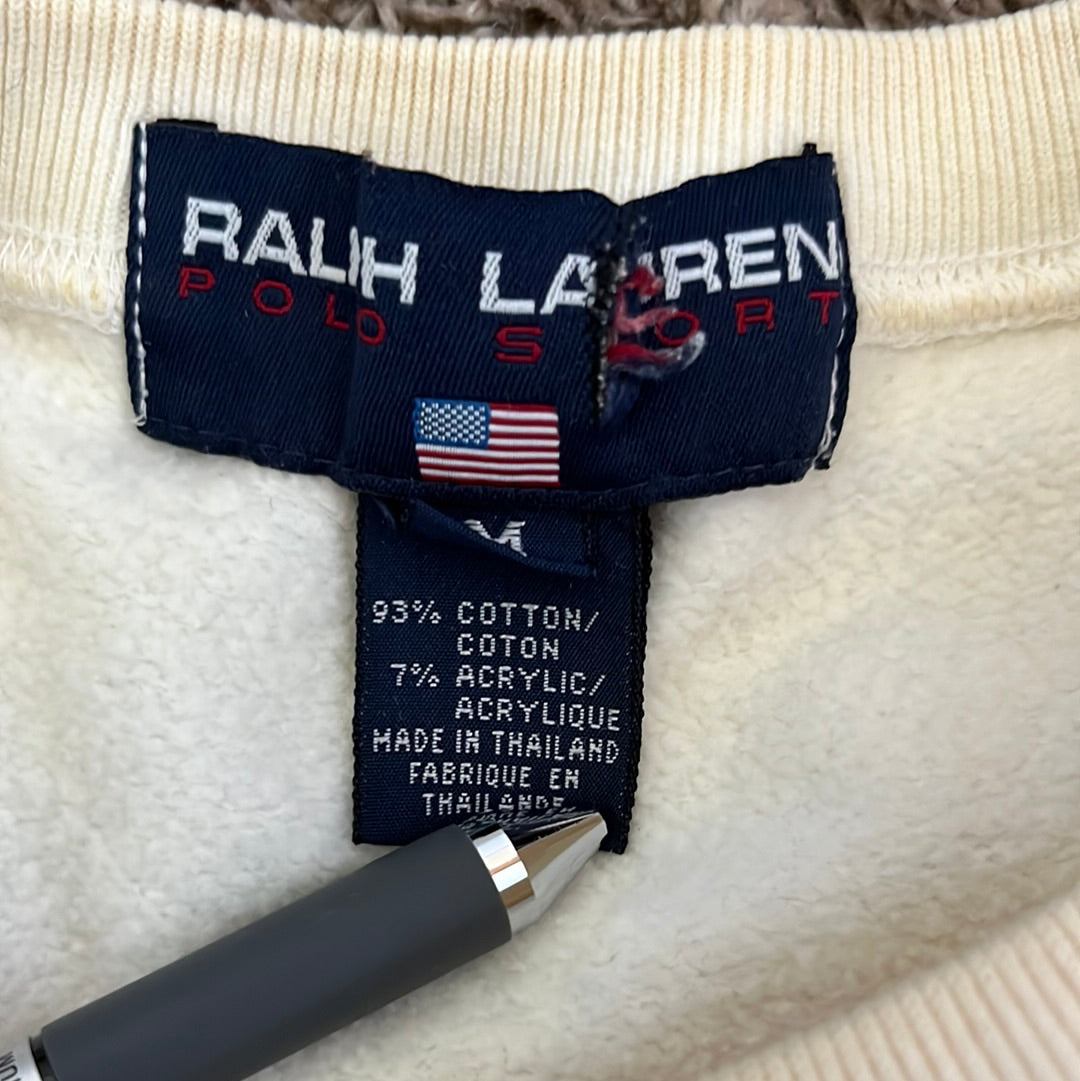 RALPH LAUREN
POLO SPORT
M
93% COTTON/
COTON
7% ACRYLIC/
ACRYLIQUE
MADE IN THAILAND
FABRIQUE EN
THAILANDE